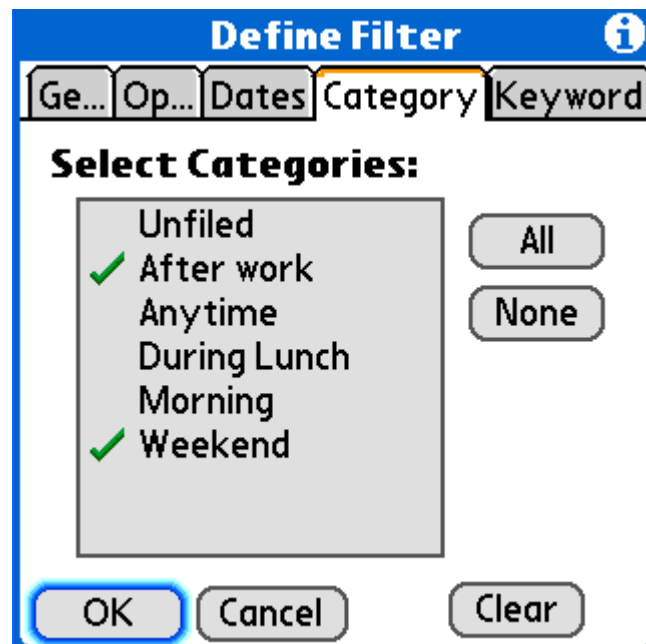 Define Filter
Ge... Op... Dates Category Keyword
Select Categories:
Unfiled
After work
Anytime
During Lunch
Morning
Weekend
All
None
OK Cancel Clear